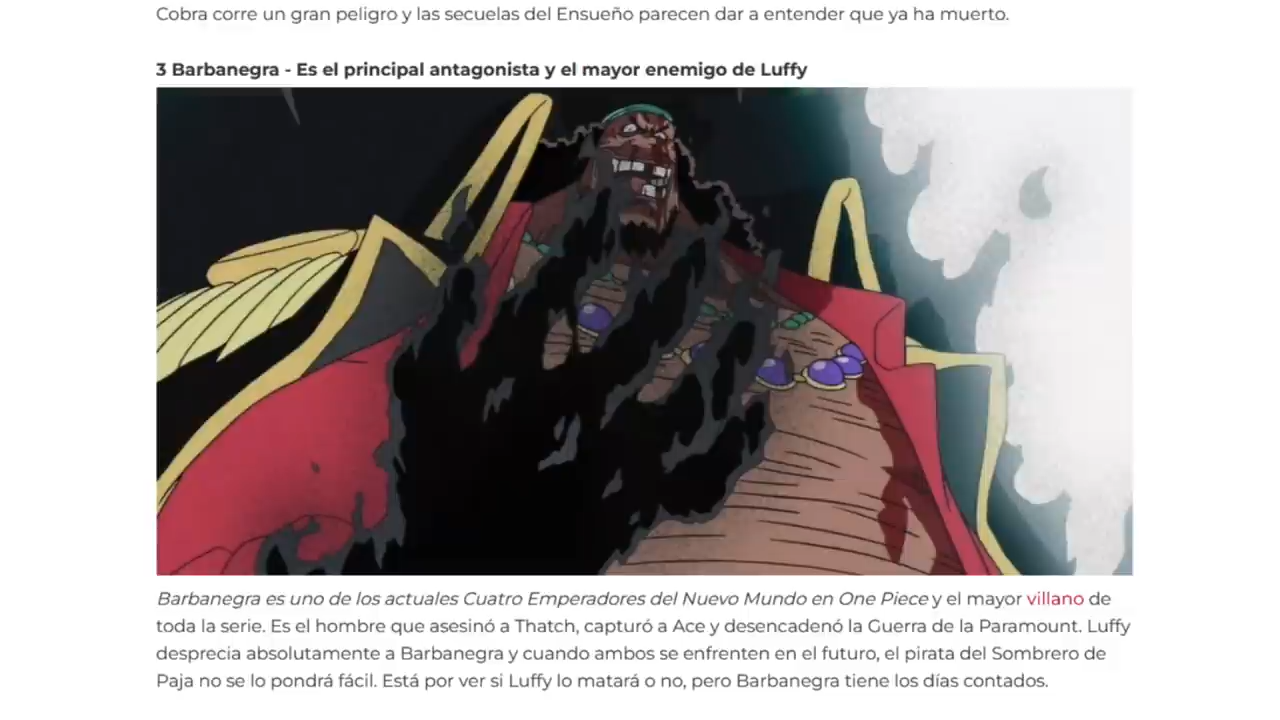 Cobra corre un gran peligro y las secuelas del Ensueño parecen dar a entender que ya ha muerto.
3 Barbanegra - Es el principal antagonista y el mayor enemigo de Luffy
Barbanegra es uno de los actuales Cuatro Emperadores del Nuevo Mundo en One Piece y el mayor villano de
toda la serie. Es el hombre que asesinó a Thatch, capturó a Ace y desencadenó la Guerra de la Paramount. Luffy
desprecia absolutamente a Barbanegra y cuando ambos se enfrenten en el futuro, el pirata del Sombrero de
Paja no se lo pondrá fácil. Está por ver si Luffy lo matará o no, pero Barbanegra tiene los días contados.